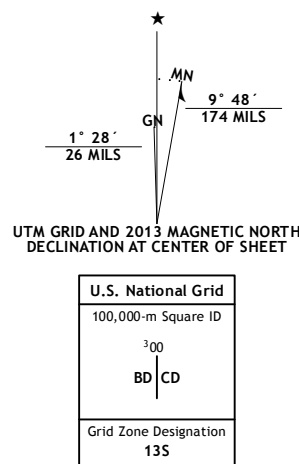 ★
MN
GN
9° 48´
174 MILS
1° 28´
26 MILS
UTM GRID AND 2013 MAGNETIC NORTH
DECLINATION AT CENTER OF SHEET
U.S. National Grid
100,000-m Square ID
³00
BD CD
Grid Zone Designation
13S